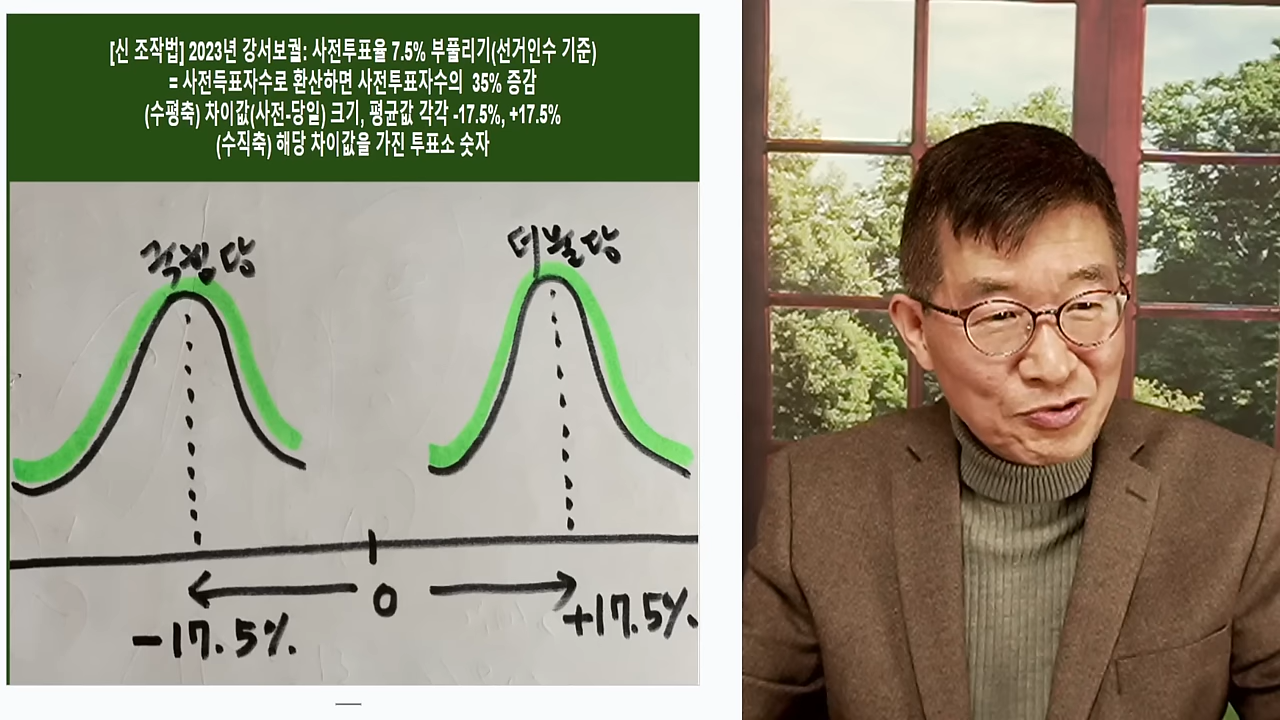 [신 조작법] 2023년 강서보궐: 사전투표율 7.5% 부풀리기(선거인수 기준)
= 사전득표자수로 환산하면 사전투표자수의 35% 증감
(수평축) 차이값(사전-당일) 크기, 평균값 각각 -17.5%, +17.5%
(수직축) 해당 차이값을 가진 투표소 숫자
국힘당 더불당
0
-17.5% +17.5%